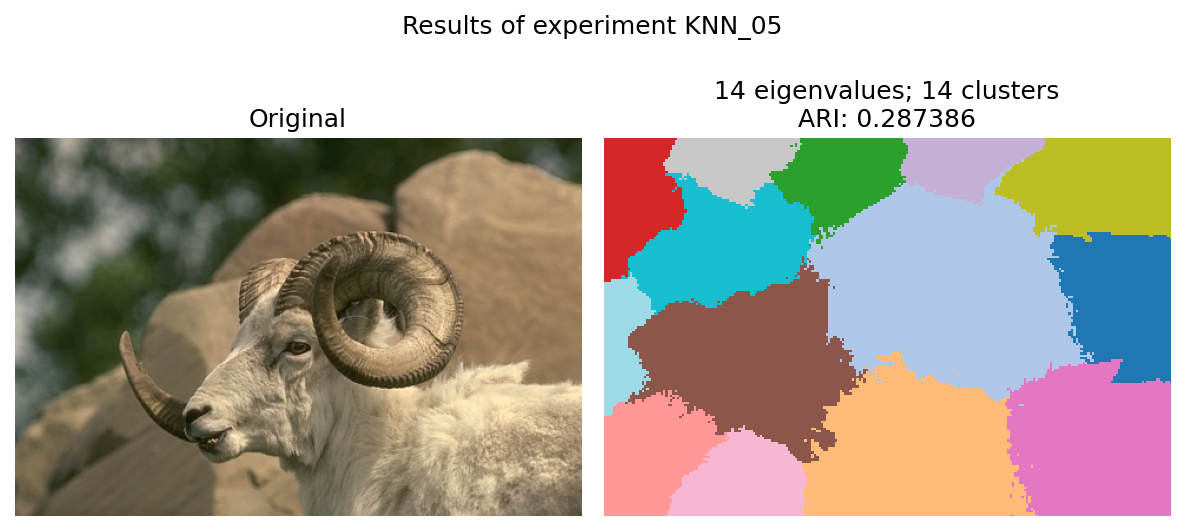 Results of experiment KNN_05
Original
14 eigenvalues; 14 clusters
ARI: 0.287386